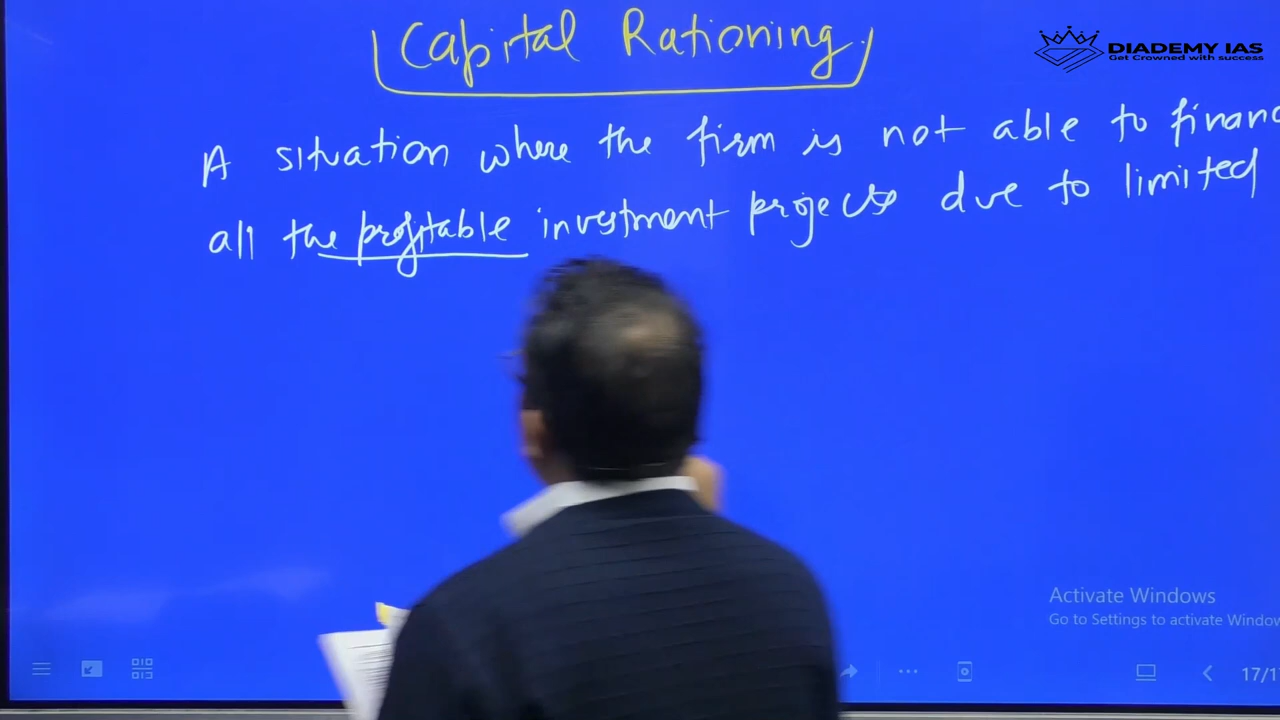 Capital Rationing
DIADEMY IAS
Get Crowned with success
A situation where the firm is not able to financ
all the profitable investment projects due to limited
Activate Windows
Go to Settings to activate Window
17/1